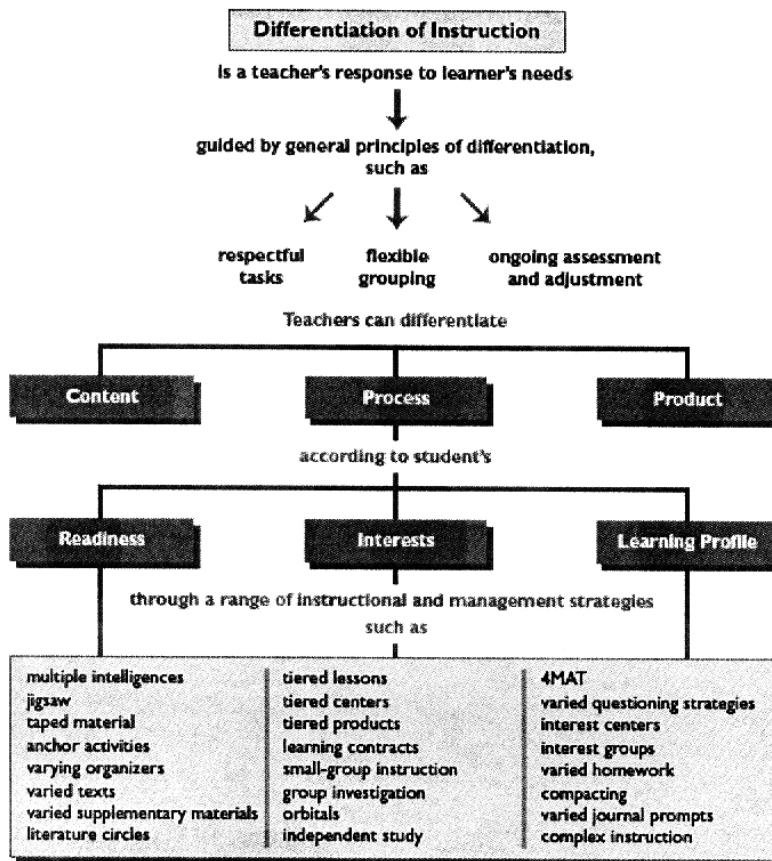 Differentiation of Instruction
is a teacher's response to learner's needs
guided by general principles of differentiation,
such as
respectful
tasks
flexible
grouping
ongoing assessment
and adjustment
Teachers can differentiate
Content
Process
Product
according to student's
Readiness
Interests
Learning Profile
through a range of instructional and management strategies
such as
multiple intelligences
jigsaw
taped material
anchor activities
varying organizers
varied texts
varied supplementary materials
literature circles
tiered lessons
tiered centers
tiered products
learning contracts
small-group instruction
group investigation
orbitals
independent study
4MAT
varied questioning strategies
interest centers
interest groups
varied homework
compacting
varied journal prompts
complex instruction